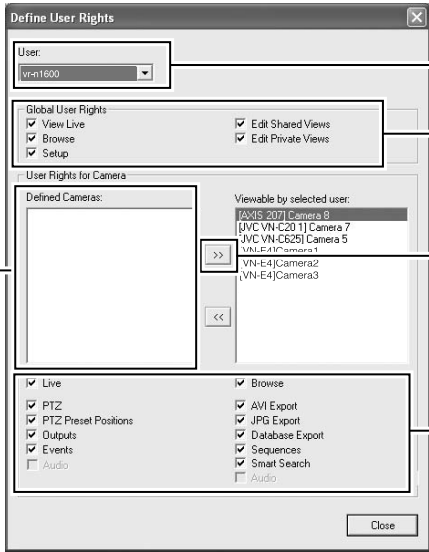 Define User Rights
User:
vr-n1600
Global User Rights
View Live
Edit Shared Views
Browse
Edit Private Views
Setup
User Rights for Camera
Defined Cameras:
Viewable by selected user:
[AXIS 207] Camera 8
[JVC VN-C20 1] Camera 7
[JVC VN-C625] Camera 5
[VN-E4]Camera1
[VN-E4]Camera2
[VN-E4]Camera3
>>
<<
Live
Browse
PTZ
AVI Export
PTZ Preset Positions
JPG Export
Outputs
Database Export
Events
Sequences
Audio
Smart Search
Audio
Close